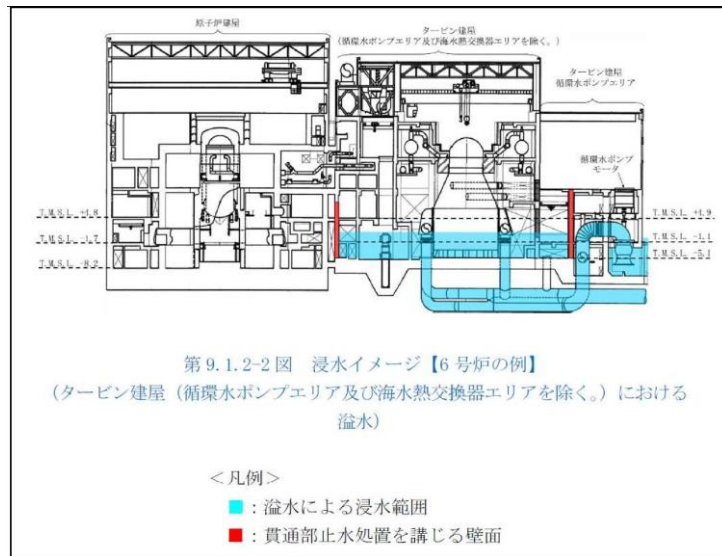 原子炉建屋
タービン建屋
(循環水ポンプエリア及び海水熱交換器エリアを除く。)
タービン建屋
循環水ポンプエリア
循環水ポンプ
モータ
T.M.S.L. +4.8
T.M.S.L. -1.7
T.M.S.L. -8.2
T.M.S.L. +4.9
T.M.S.L. -1.1
T.M.S.L. -5.1
第 9.1.2-2 図 浸水イメージ【6 号炉の例】
(タービン建屋(循環水ポンプエリア及び海水熱交換器エリアを除く。)における
溢水)
<凡例>
■:溢水による浸水範囲
■:貫通部止水処置を講じる壁面